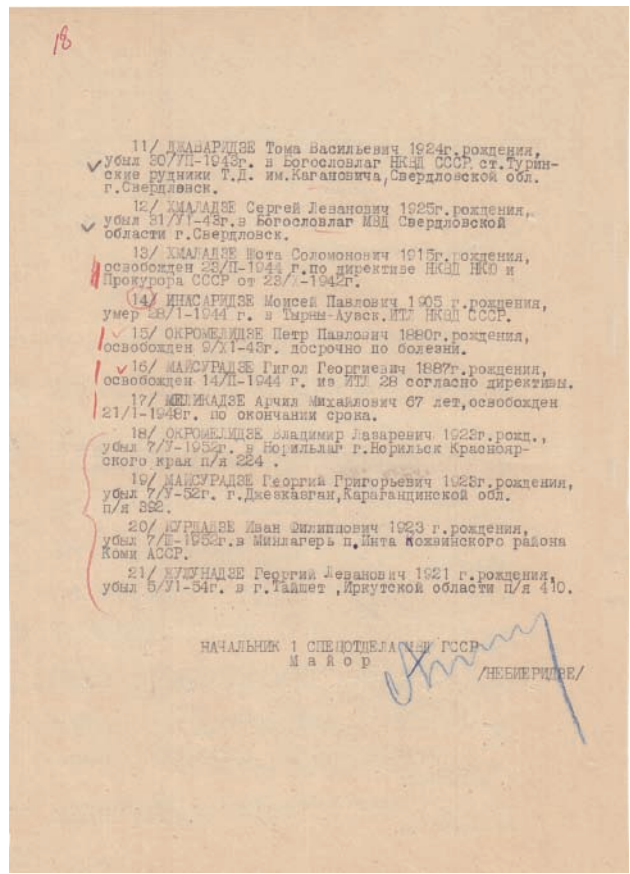 18
11/ ДЖАВАРИДЗЕ Тома Васильевич 1924г.рождения,
убыл 30/УП-1943г. в Богословлаг НКВД СССР ст.Турин-
ские рудники Т.Д. им.Кагановича,Свердловской обл.
г.Свердловск.
12/ ХМАЛАДЗЕ Сергей Леванович 1925г.рождения,
убыл 31/У1-43г.в Богословлаг МВД Свердловской
области г.Свердловск.
13/ ХМАЛАДЗЕ Шота Соломонович 1915г.рождения,
освобожден 23/П-1944 г.по директиве НКВД НКЮ и
Прокурора СССР от 23/Х-1942г.
14/ ИНАСАРИДЗЕ Моисей Павлович 1905 г.рождения,
умер 28/1-1944 г. в Тырны-Аувск.ИТЛ НКВД СССР.
15/ ОКРОМЕЛИДЗЕ Петр Павлович 1880г.рождения,
освобожден 9/Х1-43г. досрочно по болезни.
16/ МАЙСУРАДЗЕ Гигол Георгиевич 1887г.рождения,
освобожден 14/П-1944 г. из ИТЛ 28 согласно директивы.
17/ МЕЛИКАДЗЕ Арчил Михайлович 67 лет,освобожден
21/1-1948г. по окончании срока.
18/ ОКРОМЕЛИДЗЕ Владимир Лазаревич 1923г.рожд.,
убыл 7/У-1952г. в Норильлаг г.Норильск Краснояр-
ского края п/я 224 .
19/ МАЙСУРАДЗЕ Георгий Григорьевич 1923г.рождения,
убыл 7/У-52г. г.Джезказган,Карагандинской обл.
п/я 392.
20/ КУРШАДЗЕ Иван Филиппович 1923 г.рождения,
убыл 7/Ш-1952г.в Минлагерь п.Инта Кожвинского района
Коми АССР.
21/ Георгий Леванович 1921 г.рождения,
убыл 5/У1-54г. в г.Тайшет ,Иркутской области п/я 410.
НАЧАЛЬНИК 1 СПЕЦОТДЕЛА МВД ГССР
Майор
/НЕБИЕРИДЗЕ/